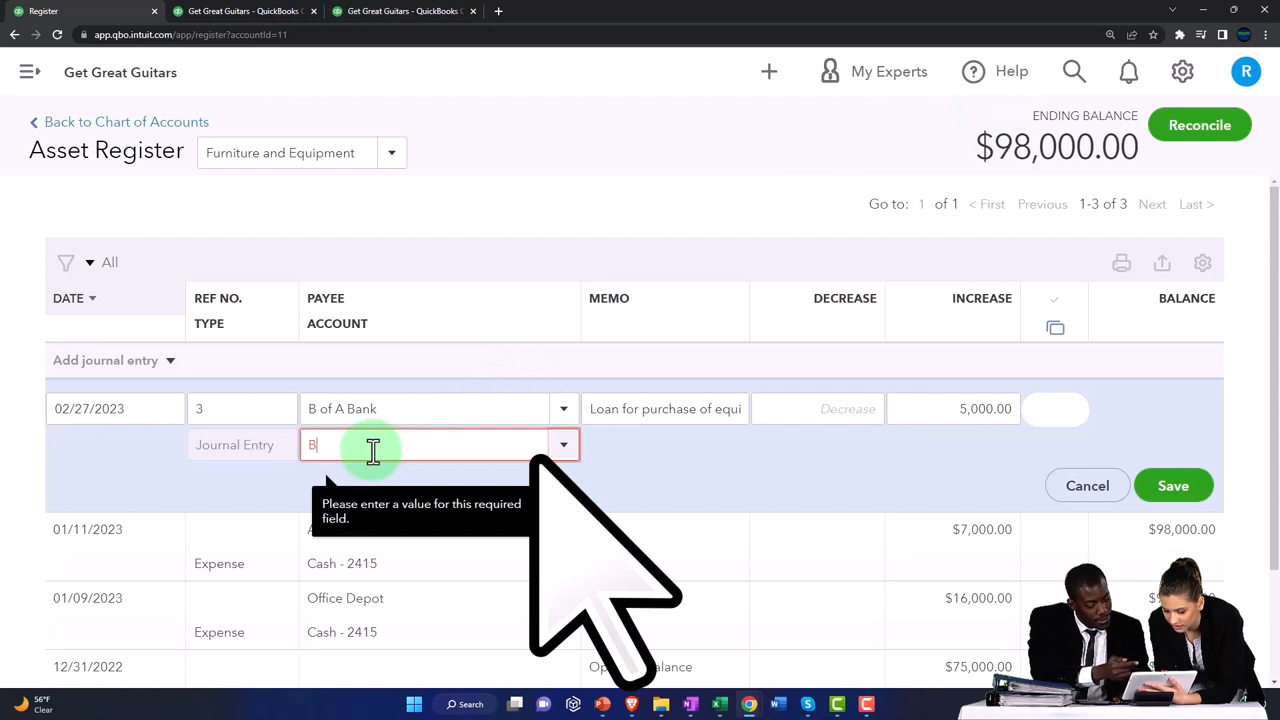 Register
Get Great Guitars - QuickBooks C
Get Great Guitars - QuickBooks C
app.qbo.intuit.com/app/register?accountId=11
Get Great Guitars
My Experts
Help
R
Back to Chart of Accounts
ENDING BALANCE
Asset Register
Furniture and Equipment
$98,000.00
Reconcile
Go to: 1 of 1 < First Previous 1-3 of 3 Next Last >
All
DATE REF NO. PAYEE MEMO DECREASE INCREASE BALANCE
TYPE ACCOUNT
Add journal entry
02/27/2023 3 B of A Bank Loan for purchase of equi Decrease 5,000.00
Journal Entry B
Cancel Save
Please enter a value for this required
field.
01/11/2023 $7,000.00 $98,000.00
Expense Cash - 2415
01/09/2023 Office Depot $16,000.00
Expense Cash - 2415
12/31/2022 $75,000.00
56°F
Clear
Search